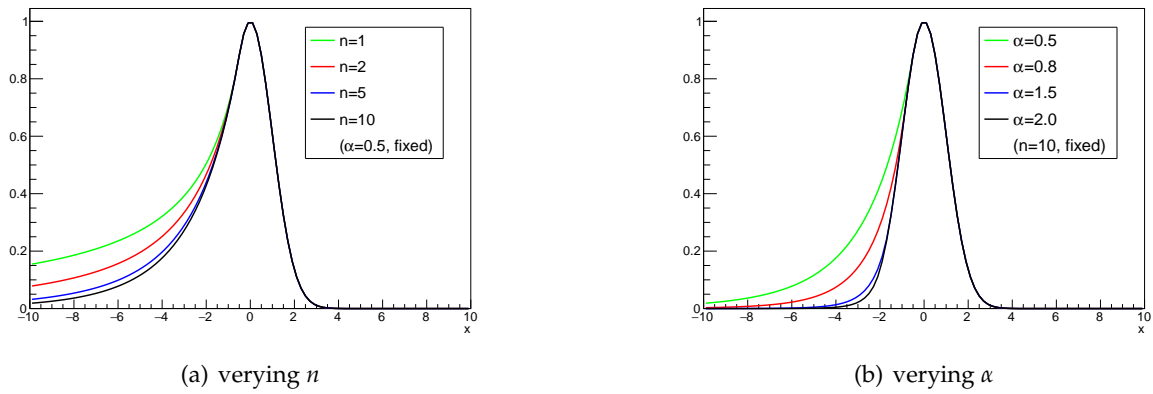 1
0.8
0.6
0.4
0.2
0
n=1
n=2
n=5
n=10
(α=0.5, fixed)
−10 −8 −6 −4 −2 0 2 4 6 8 10
x
(a) verying n
1
0.8
0.6
0.4
0.2
0
α=0.5
α=0.8
α=1.5
α=2.0
(n=10, fixed)
−10 −8 −6 −4 −2 0 2 4 6 8 10
x
(b) verying α